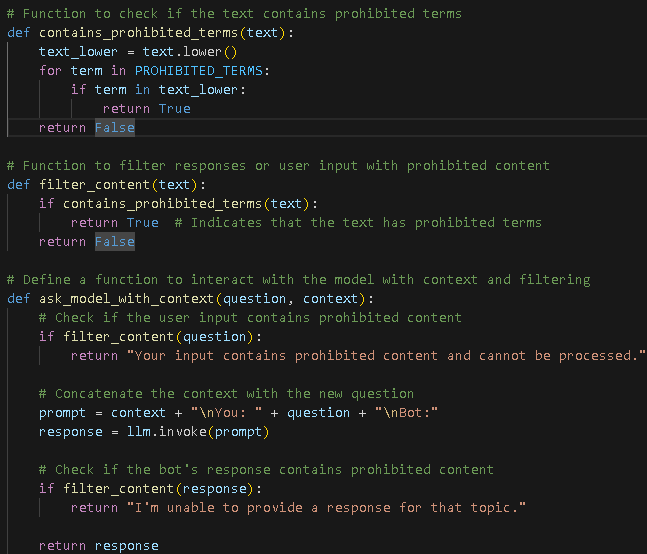 # Function to check if the text contains prohibited terms
def contains_prohibited_terms(text):
    text_lower = text.lower()
    for term in PROHIBITED_TERMS:
        if term in text_lower:
            return True
    return False

# Function to filter responses or user input with prohibited content
def filter_content(text):
    if contains_prohibited_terms(text):
        return True  # Indicates that the text has prohibited terms
    return False

# Define a function to interact with the model with context and filtering
def ask_model_with_context(question, context):
    # Check if the user input contains prohibited content
    if filter_content(question):
        return "Your input contains prohibited content and cannot be processed."

    # Concatenate the context with the new question
    prompt = context + "\nYou: " + question + "\nBot:"
    response = llm.invoke(prompt)

    # Check if the bot's response contains prohibited content
    if filter_content(response):
        return "I'm unable to provide a response for that topic."

    return response